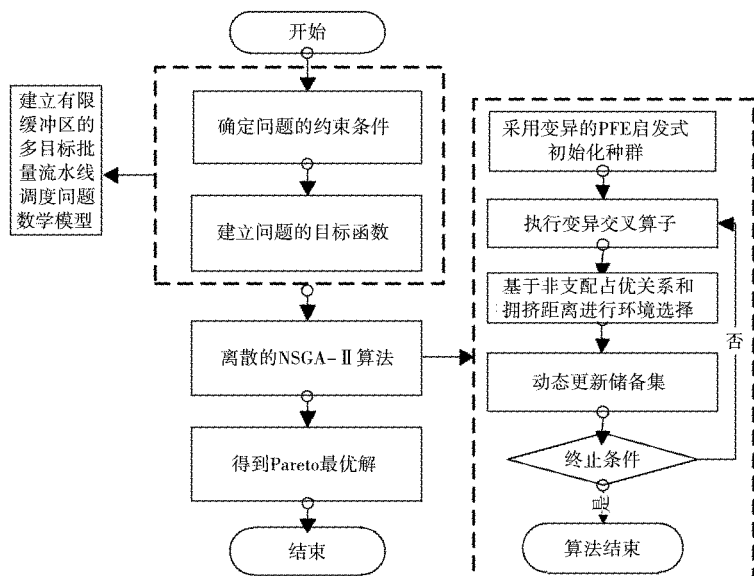 开始
建立有限
缓冲区的
多目标批
量流水线
调度问题
数学模型
确定问题的约束条件
建立问题的目标函数
离散的NSGA-Ⅱ算法
得到Pareto最优解
结束
采用变异的PFE启发式
初始化种群
执行变异交叉算子
基于非支配占优关系和
拥挤距离进行环境选择
动态更新储备集
终止条件
否
是
算法结束